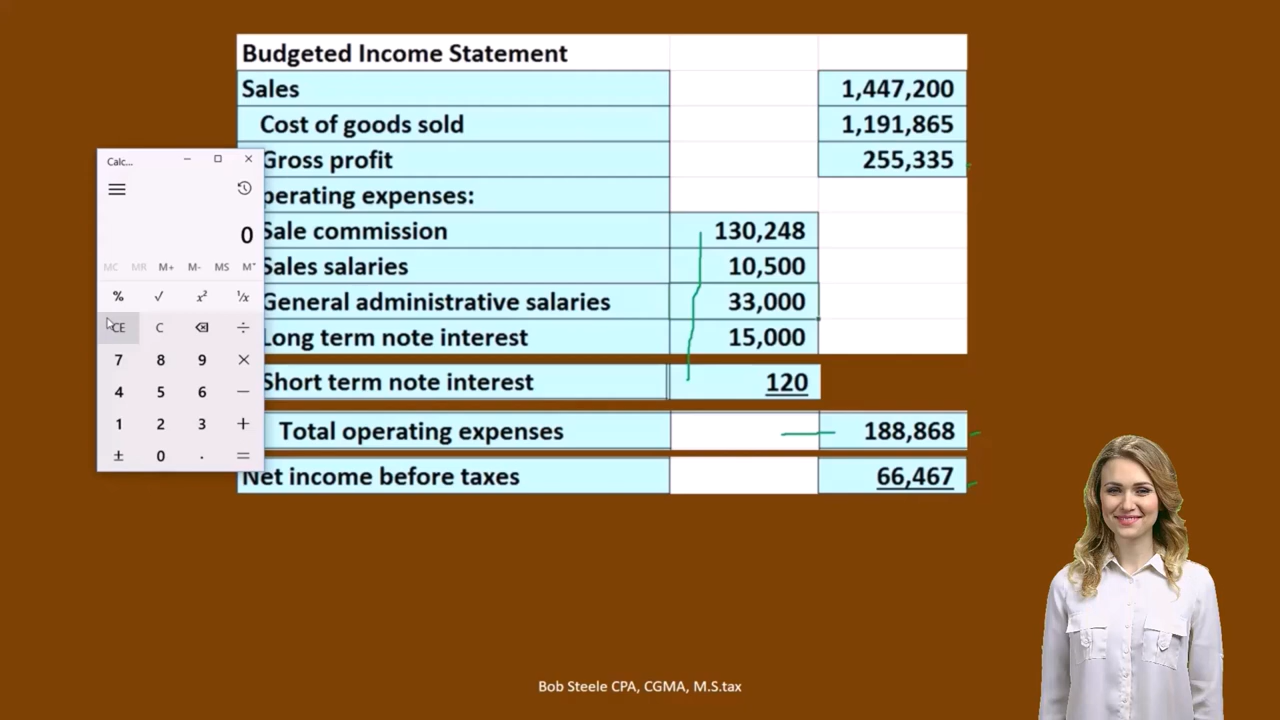 Budgeted Income Statement
Sales 1,447,200
Cost of goods sold 1,191,865
Gross profit 255,335
perating expenses:
Sale commission 130,248
Sales salaries 10,500
General administrative salaries 33,000
Long term note interest 15,000
Short term note interest 120
Total operating expenses 188,868
Net income before taxes 66,467
Calc...
0
MC MR M+ M- MS M˅
% √ x² ¹/x
CE C ⌫ ÷
7 8 9 ×
4 5 6 −
1 2 3 +
± 0 . =
Bob Steele CPA, CGMA, M.S.tax